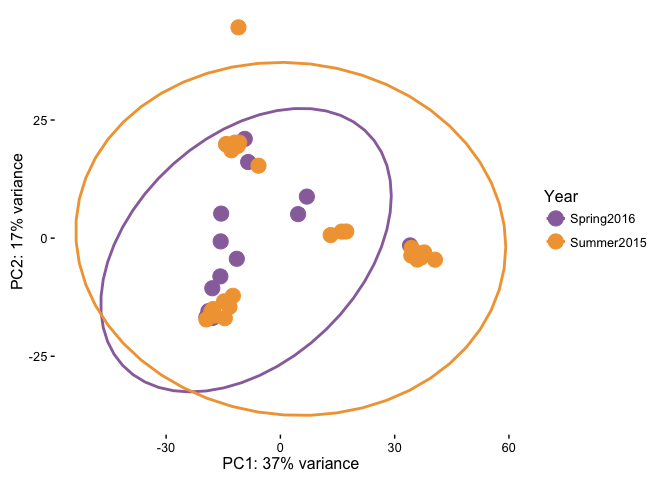 25
0
-25
PC2: 17% variance
-30
0
30
60
PC1: 37% variance
Year
Spring2016
Summer2015